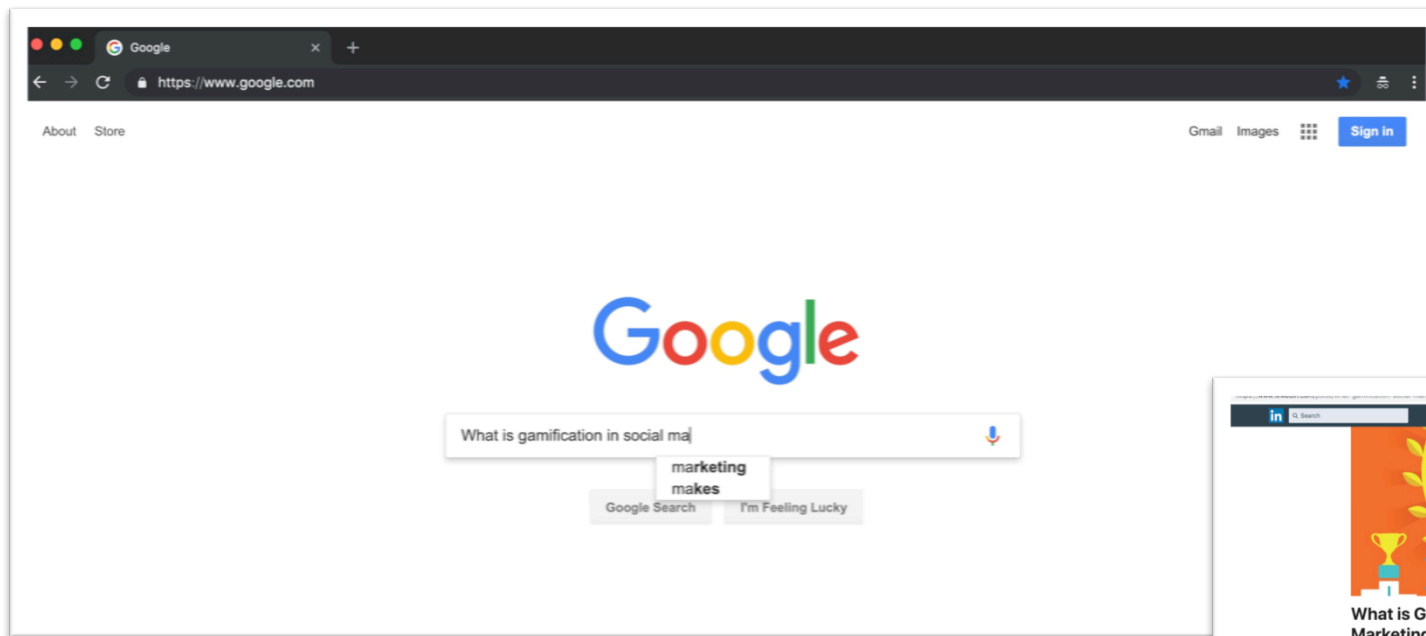 Google
https://www.google.com
About Store
Gmail Images Sign in
Google
What is gamification in social ma
marketing
makes
Google Search I'm Feeling Lucky
in Search
What is G
Marketing